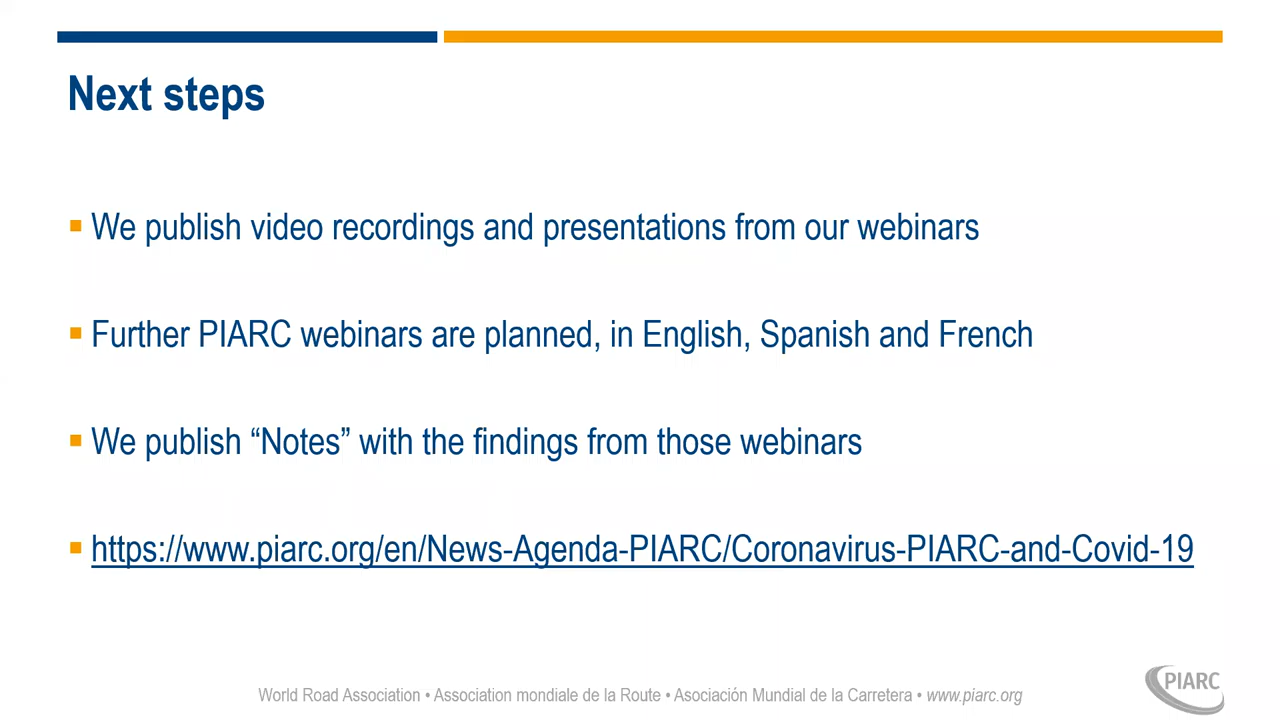 Next steps
We publish video recordings and presentations from our webinars
Further PIARC webinars are planned, in English, Spanish and French
We publish “Notes” with the findings from those webinars
https://www.piarc.org/en/News-Agenda-PIARC/Coronavirus-PIARC-and-Covid-19
World Road Association • Association mondiale de la Route • Asociación Mundial de la Carretera • www.piarc.org
PIARC